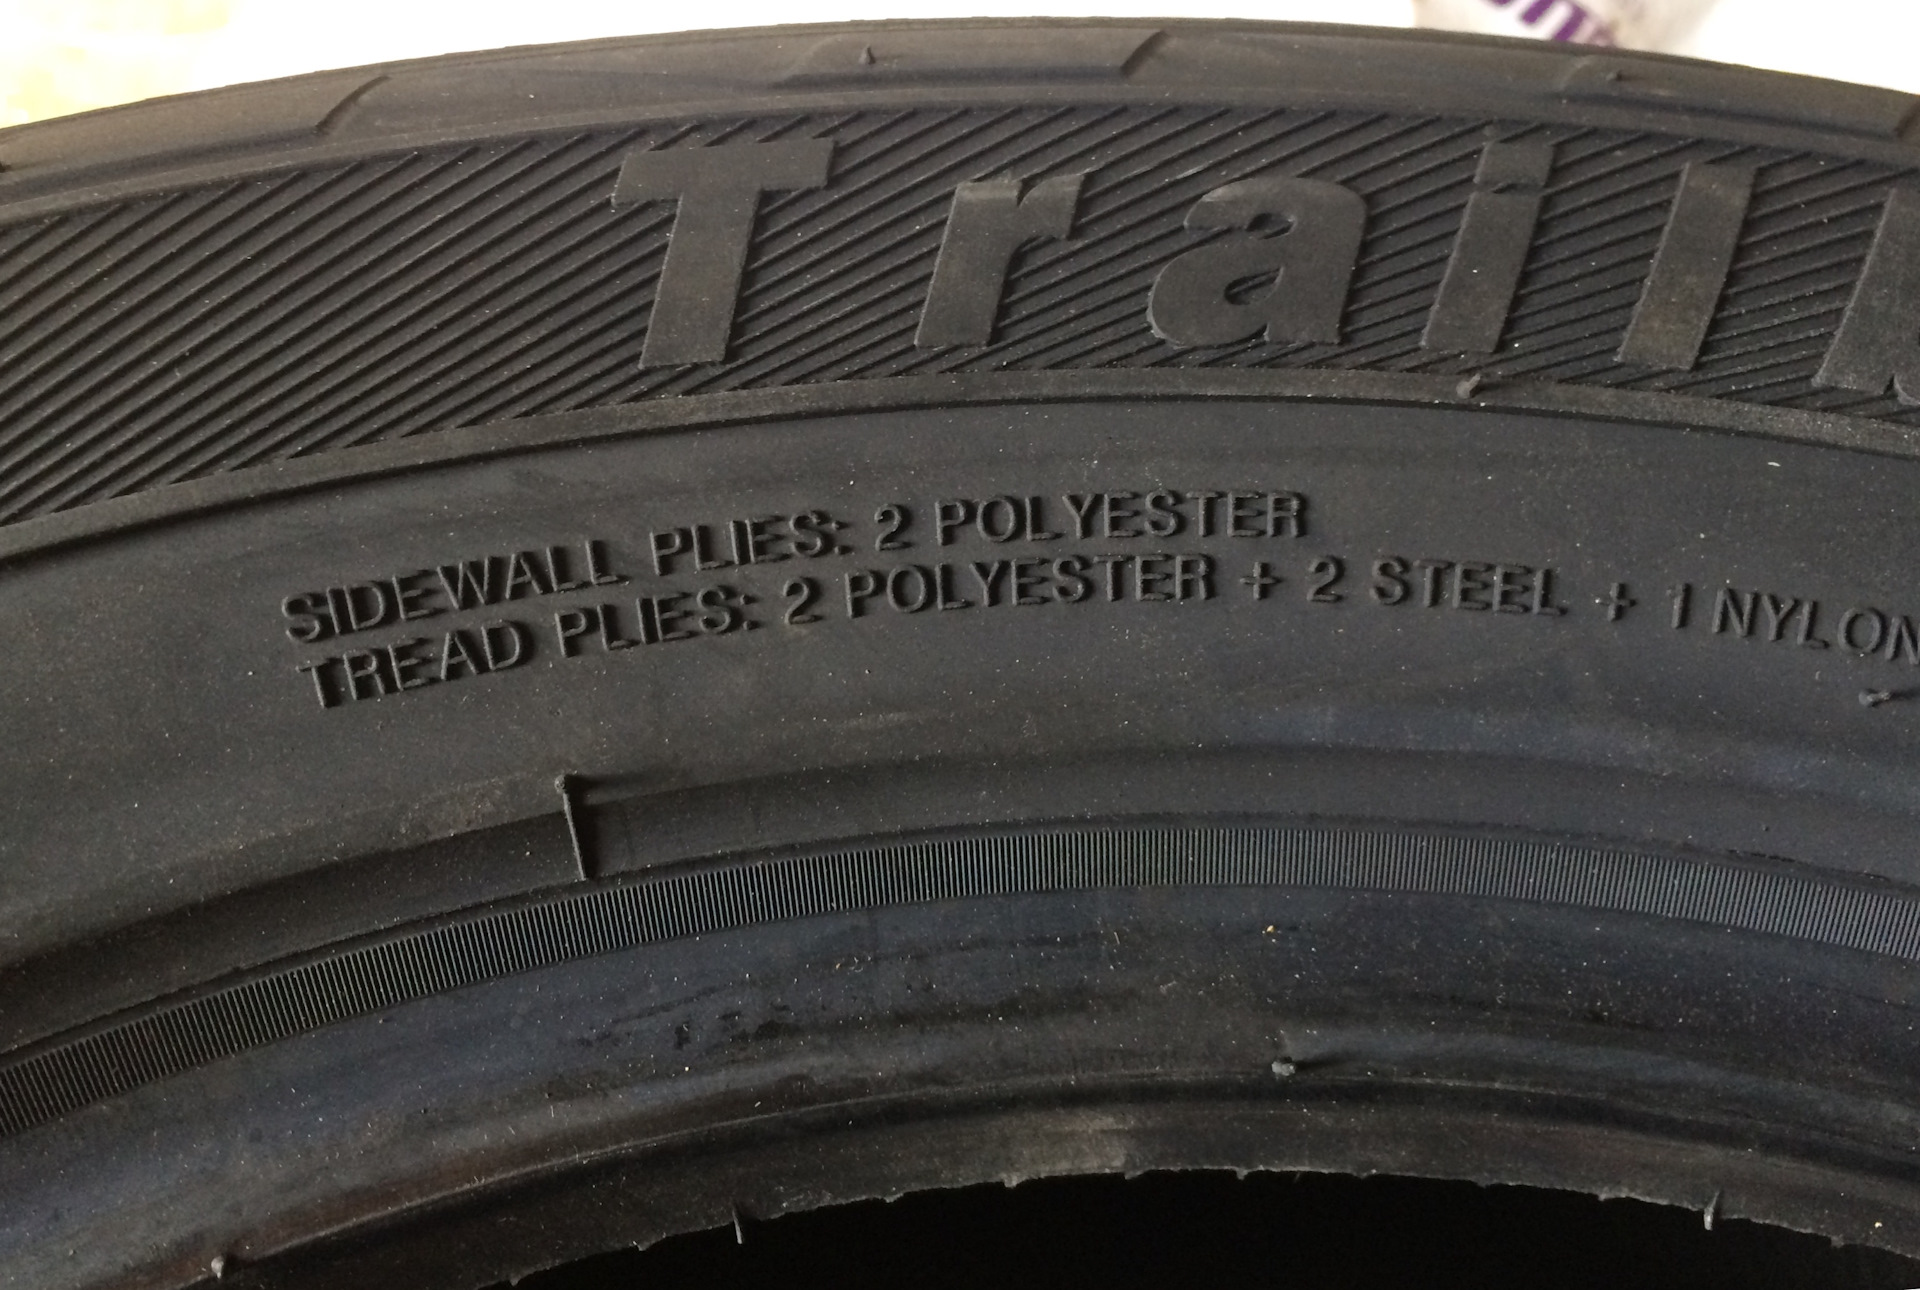 Trail
SIDEWALL PLIES: 2 POLYESTER
TREAD PLIES: 2 POLYESTER + 2 STEEL + 1 NYLON